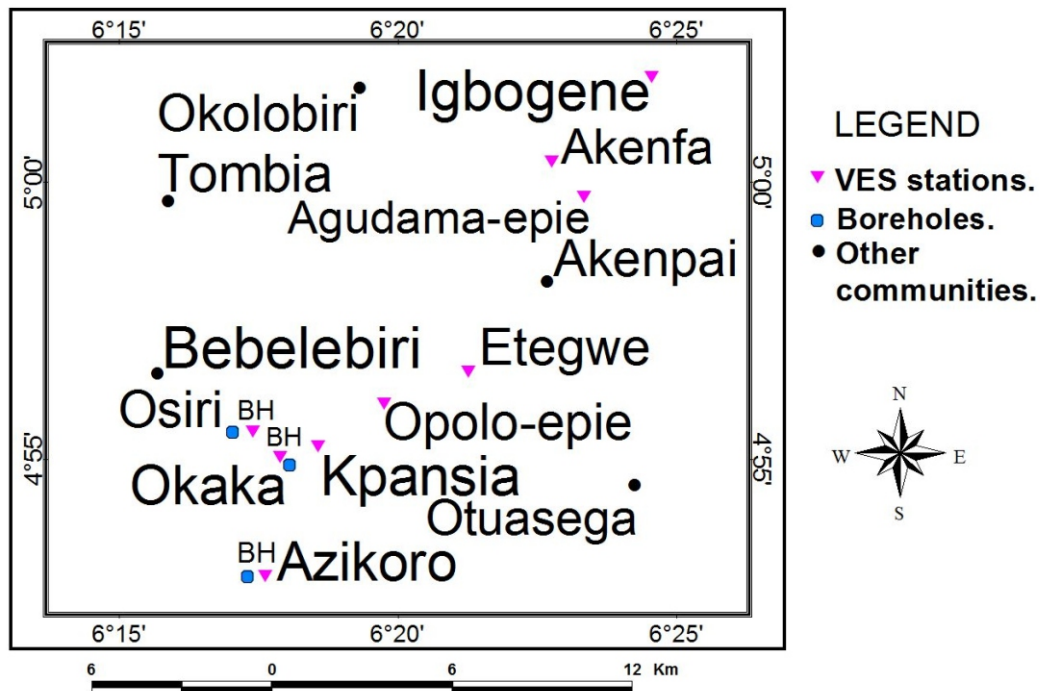 6°15' 6°20' 6°25'
Igbogene
Okolobiri
LEGEND
Akenfa
Tombia
VES stations.
5°00'
5°00'
Agudama-epie
Boreholes.
Akenpai
Other
communities.
Bebelebiri
Etegwe
Osiri
BH
Opolo-epie
BH
N
W E
S
4°55'
4°55'
Okaka
Kpansia
Otuasega
BH
Azikoro
6°15' 6°20' 6°25'
6 0 6 12 Km